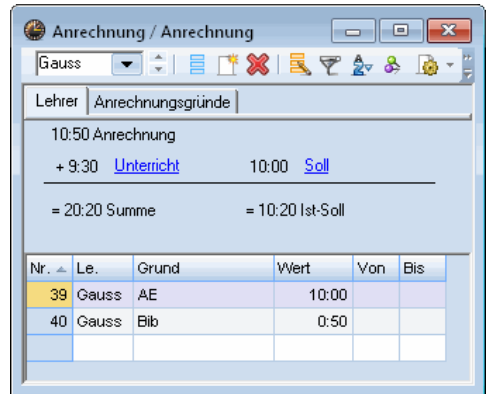 Anrechnung / Anrechnung
Gauss
Lehrer Anrechnungsgründe
10:50 Anrechnung
+ 9:30 Unterricht 10:00 Soll
= 20:20 Summe = 10:20 Ist-Soll
Nr. Le. Grund Wert Von Bis
39 Gauss AE 10:00
40 Gauss Bib 0:50